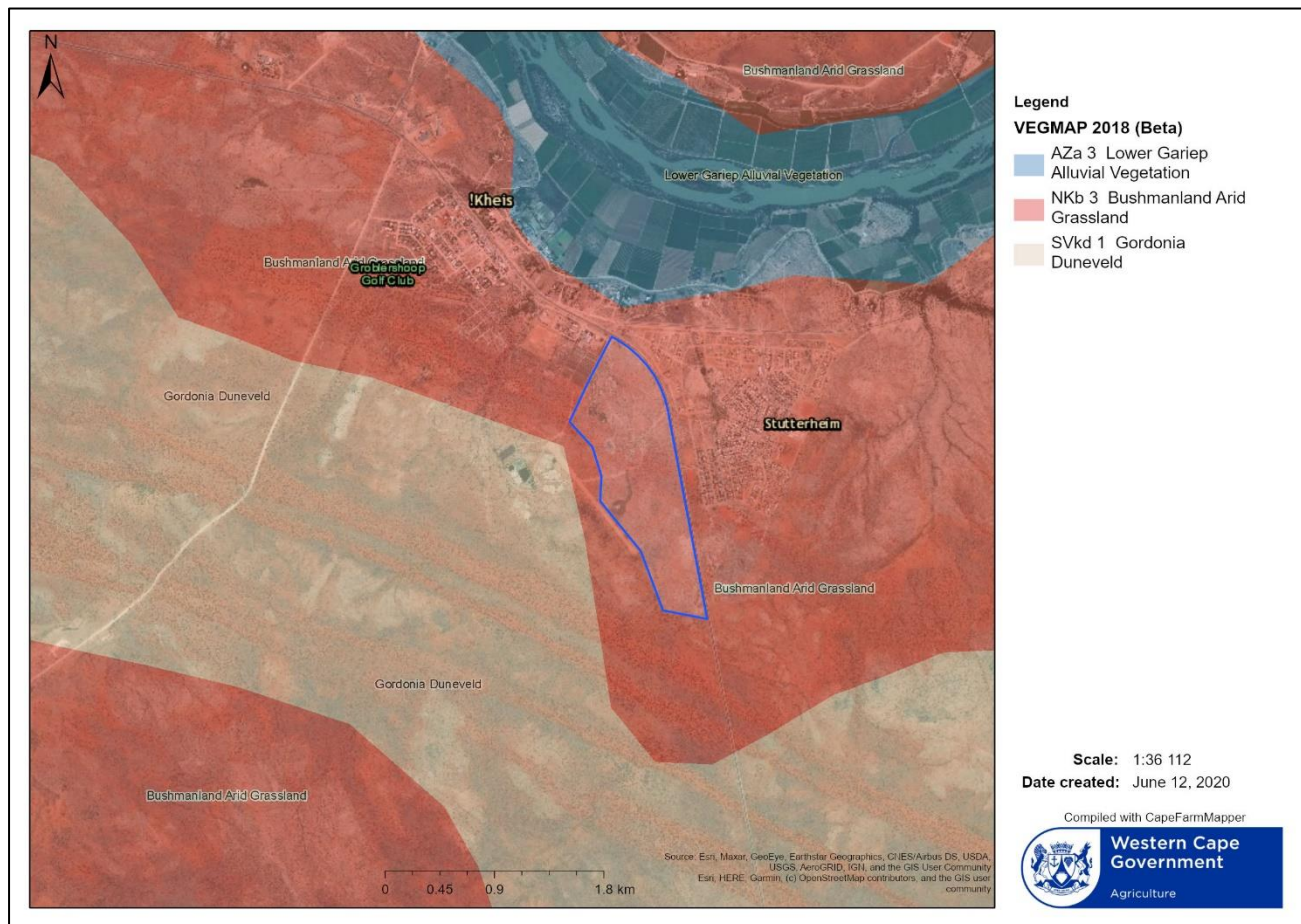 N
Bushmanland Arid Grassland
Lower Gariep Alluvial Vegetation
!Kheis
Bushmanland Arid Grassland
Groblershoop
Golf Club
Gordonia Duneveld
Stutterheim
Bushmanland Arid Grassland
Gordonia Duneveld
Bushmanland Arid Grassland
Source: Esri, Maxar, GeoEye, Earthstar Geographics, CNES/Airbus DS, USDA,
USGS, AeroGRID, IGN, and the GIS User Community
Esri, HERE, Garmin, (c) OpenStreetMap contributors, and the GIS user
community
0 0.45 0.9 1.8 km
Legend
VEGMAP 2018 (Beta)
AZa 3 Lower Gariep
Alluvial Vegetation
NKb 3 Bushmanland Arid
Grassland
SVkd 1 Gordonia
Duneveld
Scale: 1:36 112
Date created: June 12, 2020
Compiled with CapeFarmMapper
Western Cape
Government
Agriculture